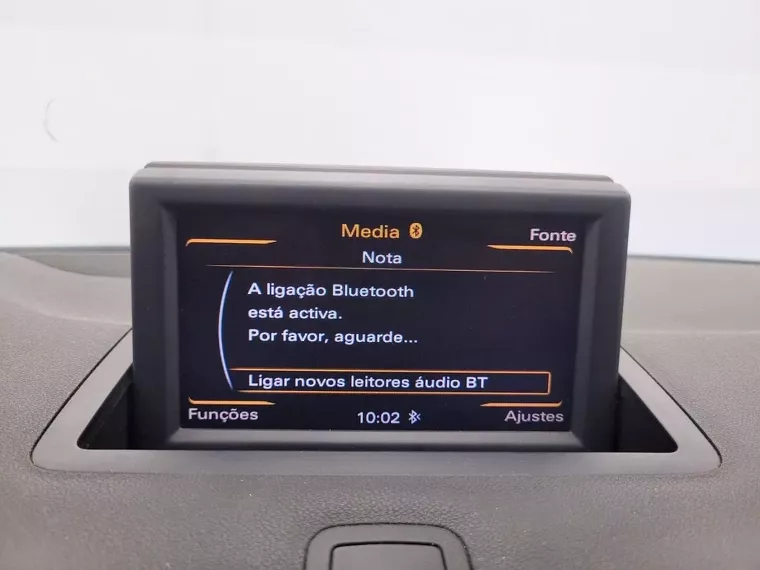 Media
Fonte
Nota
A ligação Bluetooth
está activa.
Por favor, aguarde...
Ligar novos leitores áudio BT
Funções
10:02
Ajustes